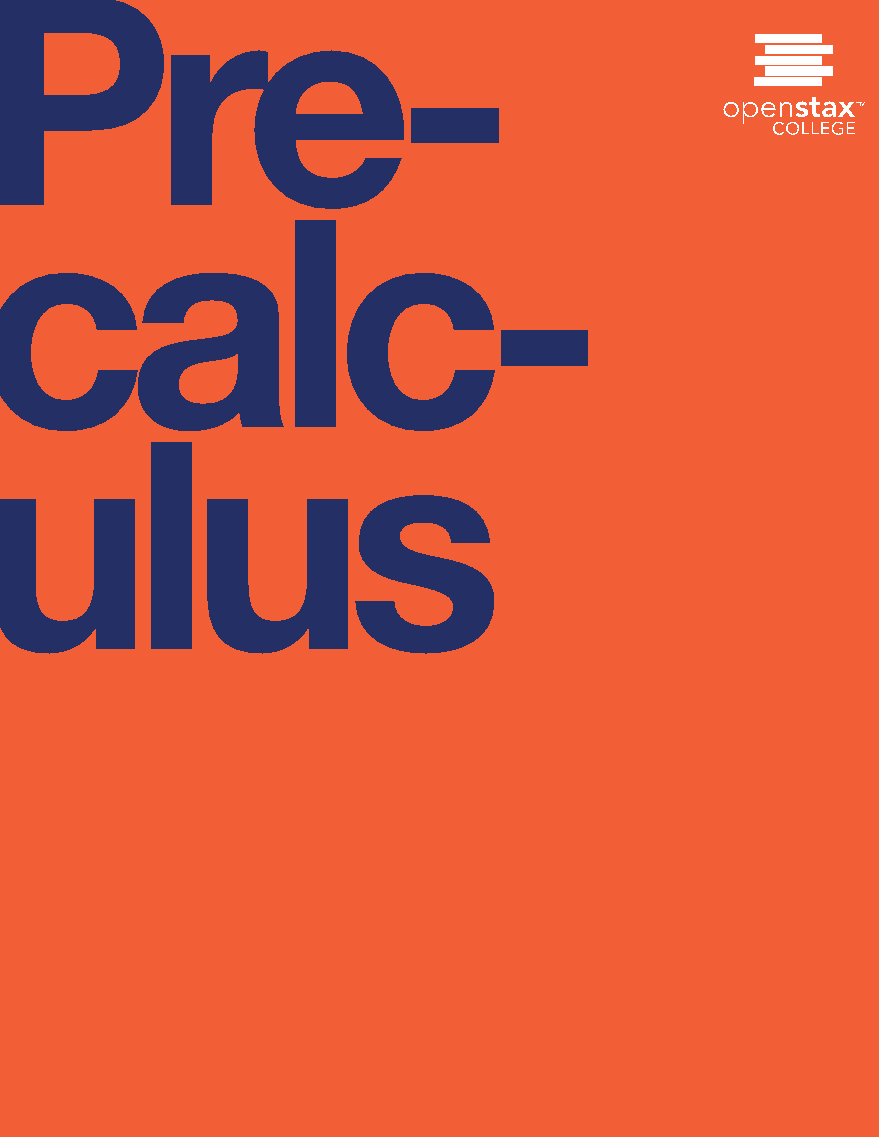 Pre-
calc-
ulus
openstax™
COLLEGE